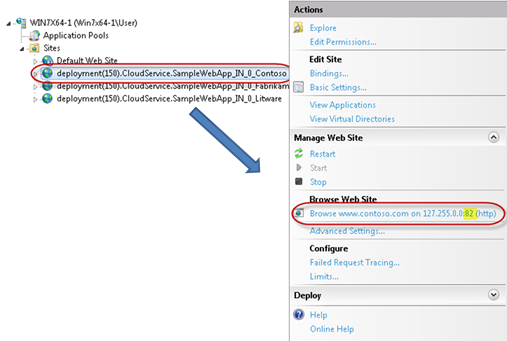 WIN7X64-1 (Win7x64-1\User)
Application Pools
Sites
Default Web Site
deployment(150).CloudService.SampleWebApp_IN_0_Contoso
deployment(150).CloudService.SampleWebApp_IN_0_Fabrikam
deployment(150).CloudService.SampleWebApp_IN_0_Litware
Actions
Explore
Edit Permissions...
Edit Site
Bindings...
Basic Settings...
View Applications
View Virtual Directories
Manage Web Site
Restart
Start
Stop
Browse Web Site
Browse www.contoso.com on 127.255.0.0:82 (http)
Advanced Settings...
Configure
Failed Request Tracing...
Limits...
Deploy
Help
Online Help